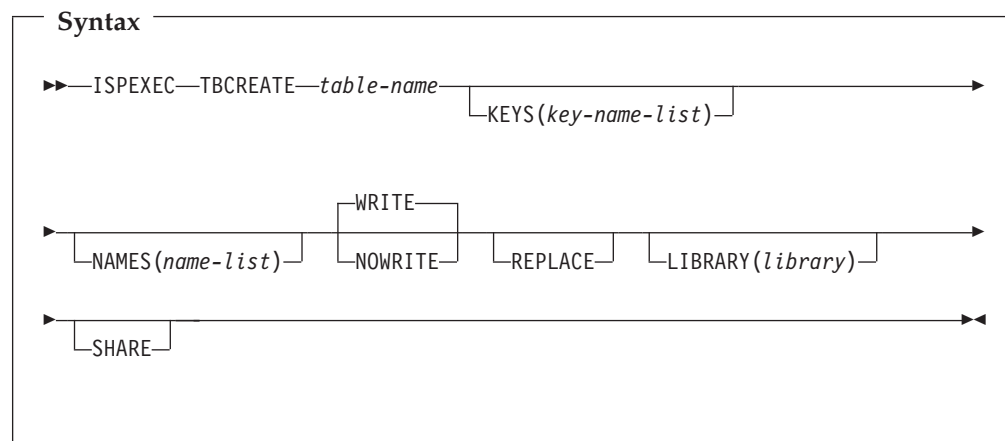 Syntax
ISPEXEC TBCREATE table-name
KEYS(key-name-list)
WRITE
NAMES(name-list) NOWRITE REPLACE LIBRARY(library)
SHARE